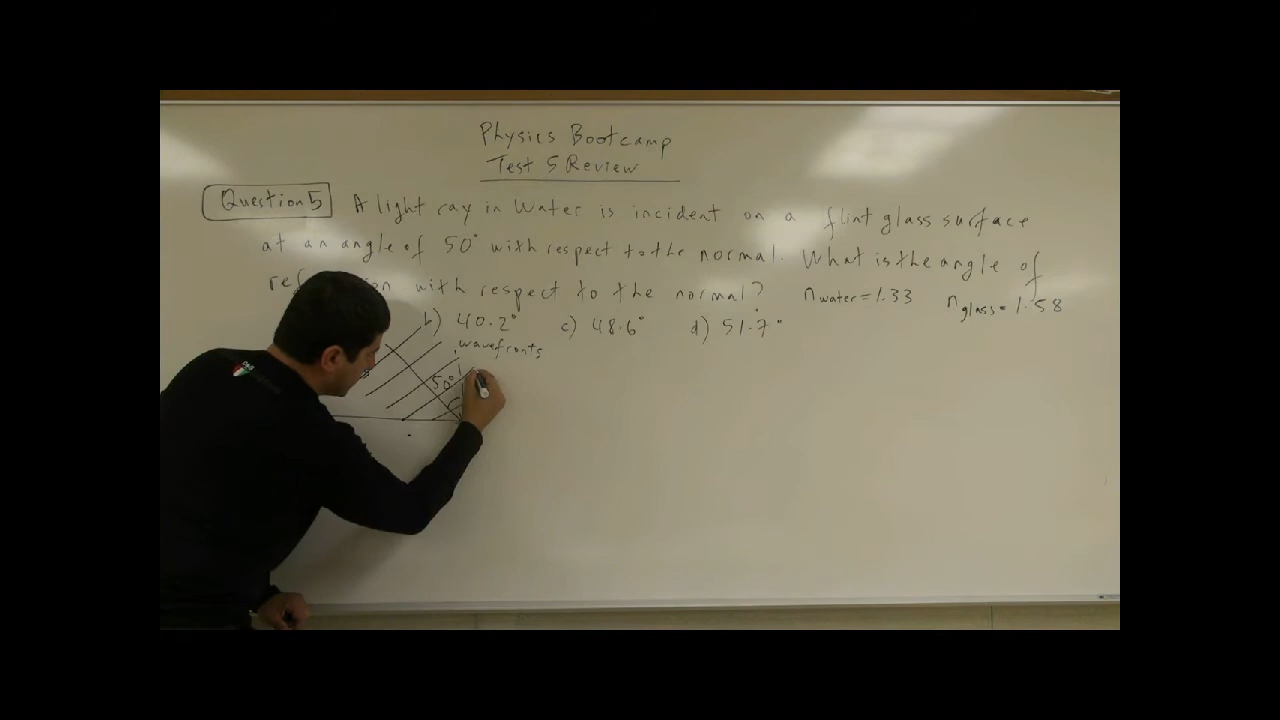 Physics Bootcamp
Test 5 Review
Question 5 A light ray in Water is incident on a flint glass surface
at an angle of 50° with respect to the normal. What is the angle of
ref on with respect to the normal? n water = 1.33 n glass = 1.58
b) 40.2° c) 48.6° d) 51.7°
wavefronts
50°